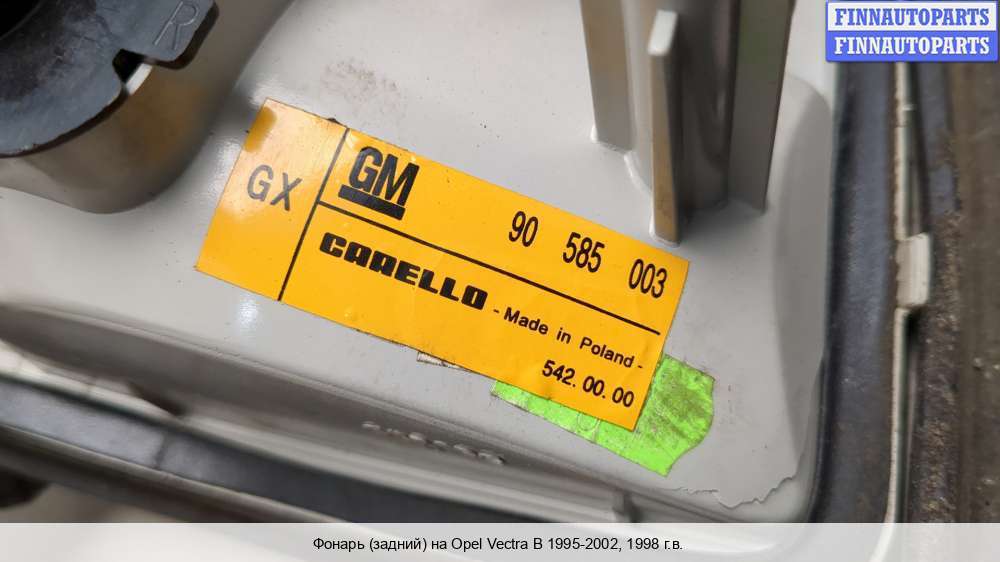 FINNAUTOPARTS
FINNAUTOPARTS
R
GX
GM
90 585 003
CARELLO
- Made in Poland -
542.00.00
Фонарь (задний) на Opel Vectra B 1995-2002, 1998 г.в.